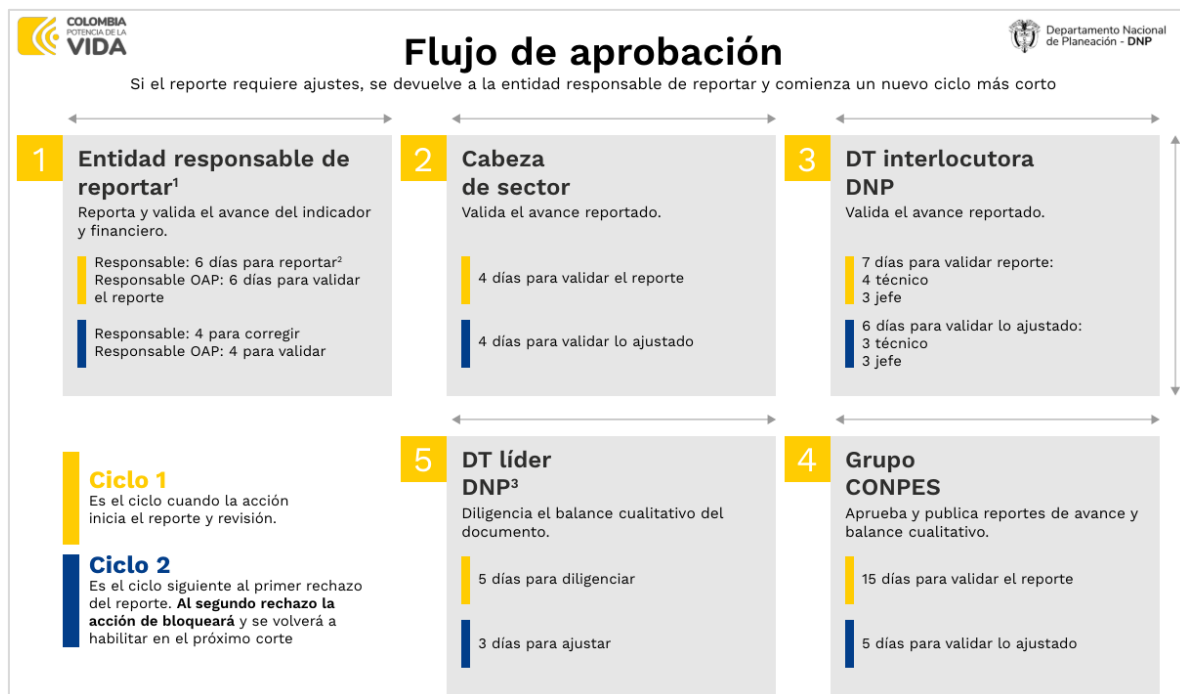 COLOMBIA
POTENCIA DE LA
VIDA
Departamento Nacional
de Planeación - DNP
Flujo de aprobación
Si el reporte requiere ajustes, se devuelve a la entidad responsable de reportar y comienza un nuevo ciclo más corto
1
Entidad responsable de
reportar¹
Reporta y valida el avance del indicador
y financiero.
Responsable: 6 días para reportar²
Responsable OAP: 6 días para validar
el reporte
Responsable: 4 para corregir
Responsable OAP: 4 para validar
2
Cabeza
de sector
Valida el avance reportado.
4 días para validar el reporte
4 días para validar lo ajustado
3
DT interlocutora
DNP
Valida el avance reportado.
7 días para validar reporte:
4 técnico
3 jefe
6 días para validar lo ajustado:
3 técnico
3 jefe
Ciclo 1
Es el ciclo cuando la acción
inicia el reporte y revisión.
Ciclo 2
Es el ciclo siguiente al primer rechazo
del reporte. Al segundo rechazo la
acción de bloqueará y se volverá a
habilitar en el próximo corte
5
DT líder
DNP³
Diligencia el balance cualitativo del
documento.
5 días para diligenciar
3 días para ajustar
4
Grupo
CONPES
Aprueba y publica reportes de avance y
balance cualitativo.
15 días para validar el reporte
5 días para validar lo ajustado